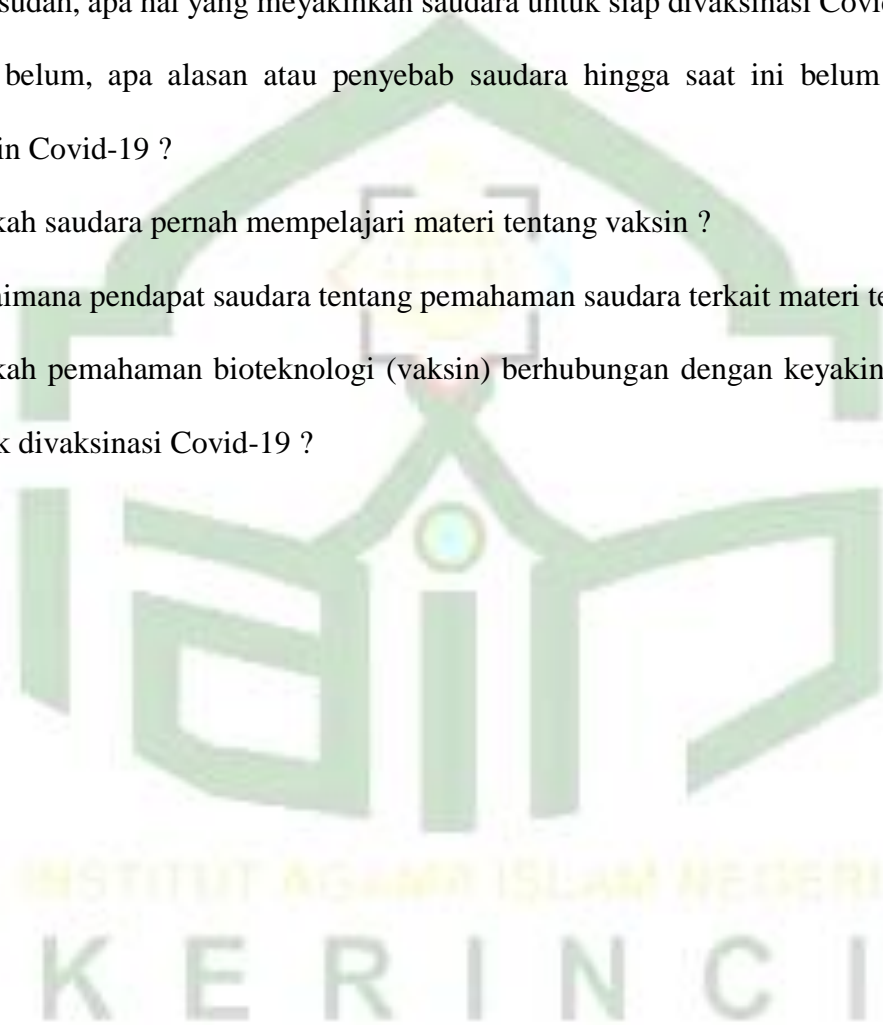 sudah, apa hal yang meyakinkan saudara untuk siap divaksinasi Covid
belum, apa alasan atau penyebab saudara hingga saat ini belum
in Covid-19 ?
kah saudara pernah mempelajari materi tentang vaksin ?
aimana pendapat saudara tentang pemahaman saudara terkait materi te
kah pemahaman bioteknologi (vaksin) berhubungan dengan keyakin
k divaksinasi Covid-19 ?
ain
INSTITUT AGAMA ISLAM NEGERI
KERINCI